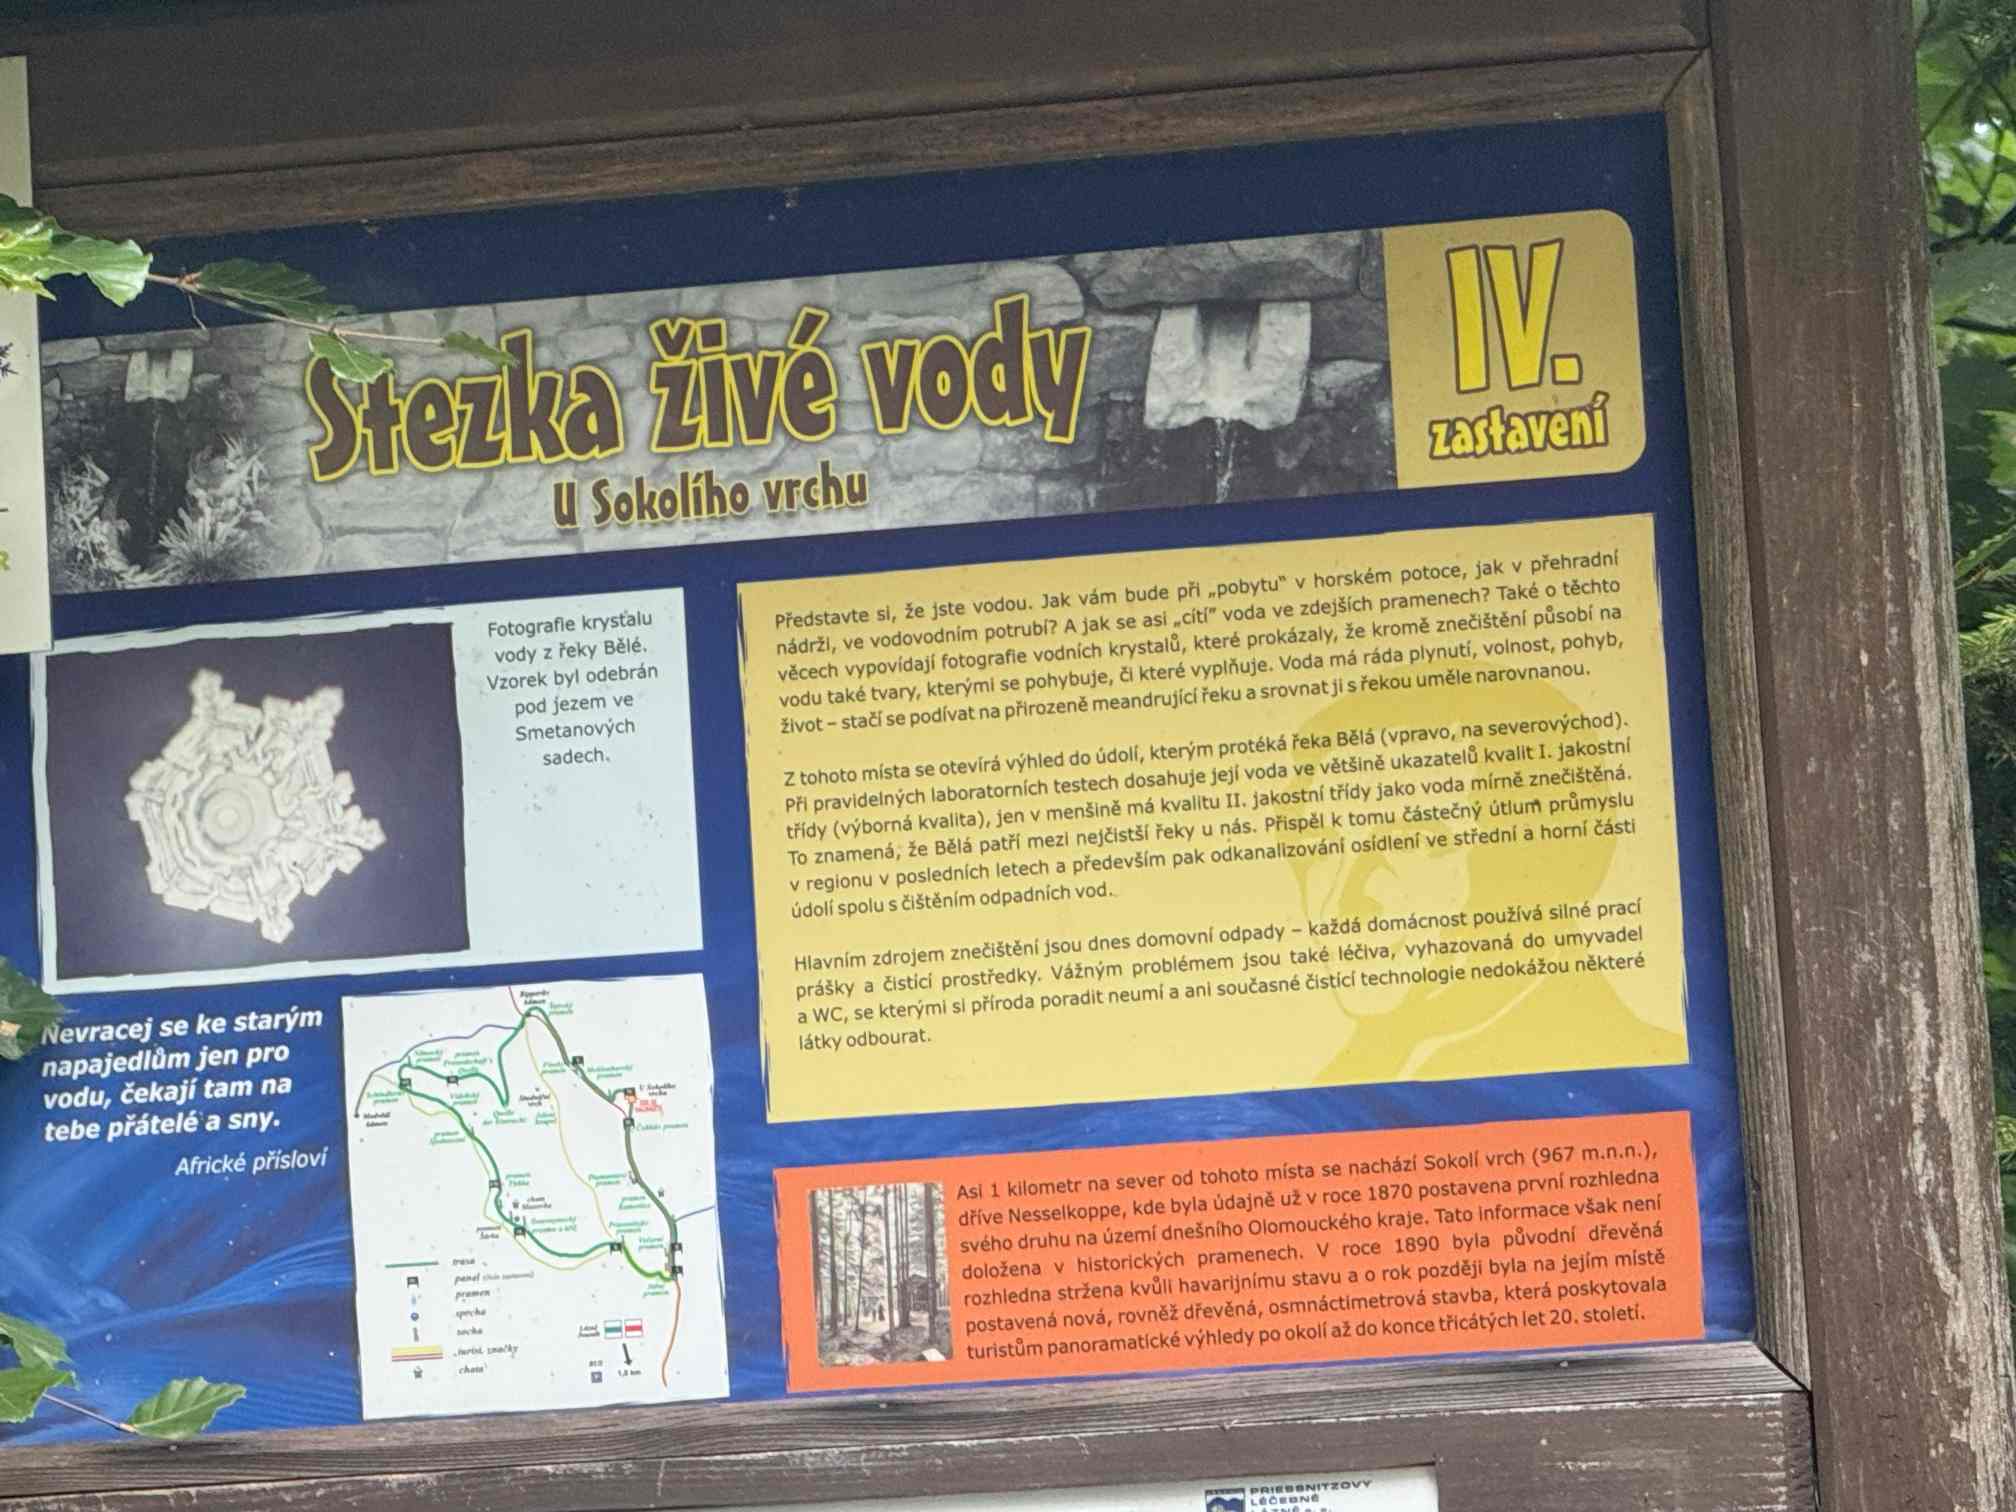 Stezka živé vody
U Sokolího vrchu
IV.
zastavení
Fotografie krystalu
vody z řeky Bělé.
Vzorek byl odebrán
pod jezem ve
Smetanových
sadech.
Představte si, že jste vodou. Jak vám bude při „pobytu“ v horském potoce, jak v přehradní
nádrži, ve vodovodním potrubí? A jak se asi „cítí“ voda ve zdejších pramenech? Také o těchto
věcech vypovídají fotografie vodních krystalů, které prokázaly, že kromě znečištění působí na
vodu také tvary, kterými se pohybuje, či které vyplňuje. Voda má ráda plynutí, volnost, pohyb,
život – stačí se podívat na přirozeně meandrující řeku a srovnat ji s řekou uměle narovnanou.
Z tohoto místa se otevírá výhled do údolí, kterým protéká řeka Bělá (vpravo, na severovýchod).
Při pravidelných laboratorních testech dosahuje její voda ve většině ukazatelů kvalit I. jakostní
třídy (výborná kvalita), jen v menšině má kvalitu II. jakostní třídy jako voda mírně znečištěná.
To znamená, že Bělá patří mezi nejčistší řeky u nás. Přispěl k tomu částečný útlum průmyslu
v regionu v posledních letech a především pak odkanalizování osídlení ve střední a horní části
údolí spolu s čištěním odpadních vod.
Hlavním zdrojem znečištění jsou dnes domovní odpady – každá domácnost používá silné prací
prášky a čistící prostředky. Vážným problémem jsou také léčiva, vyhazovaná do umyvadel
a WC, se kterými si příroda poradit neumí a ani současné čistící technologie nedokážou některé
látky odbourat.
Nevracej se ke starým
napajedlům jen pro
vodu, čekají tam na
tebe přátelé a sny.
Africké přísloví
U Sokolího
vrchu
trasa
panel
pramen
socha
turist. značky
chata
BUS
1,5 km
Asi 1 kilometr na sever od tohoto místa se nachází Sokolí vrch (967 m.n.n.),
dříve Nesselkoppe, kde byla údajně už v roce 1870 postavena první rozhledna
svého druhu na území dnešního Olomouckého kraje. Tato informace však není
doložena v historických pramenech. V roce 1890 byla původní dřevěná
rozhledna stržena kvůli havarijnímu stavu a o rok později byla na jejím místě
postavená nová, rovněž dřevěná, osmnáctimetrová stavba, která poskytovala
turistům panoramatické výhledy po okolí až do konce třicátých let 20. století.
PRIESSNITZOVY
LÉČEBNÉ
LÁZNĚ a. s.